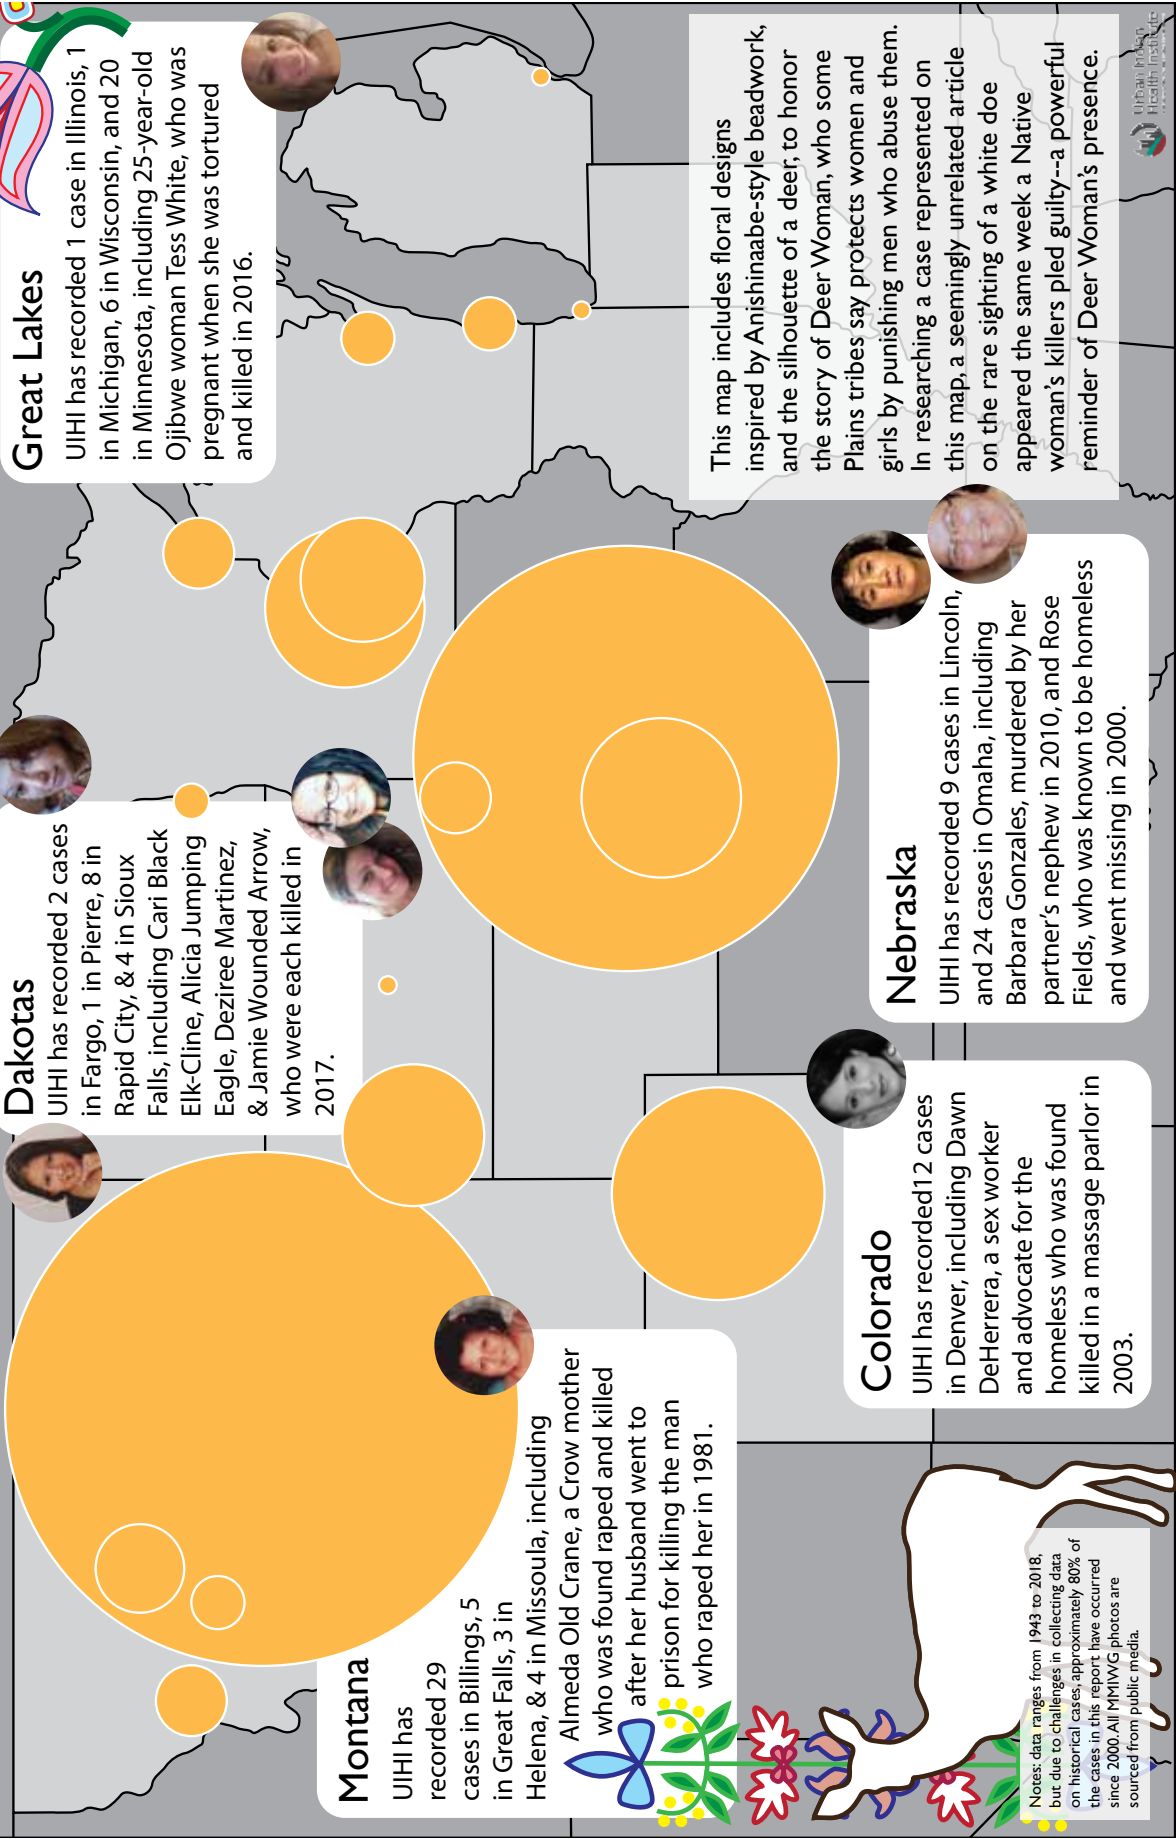 Montana
UIHI has
recorded 29
cases in Billings, 5
in Great Falls, 3 in
Helena, & 4 in Missoula, including
Almeda Old Crane, a Crow mother
who was found raped and killed
after her husband went to
prison for killing the man
who raped her in 1981.
Dakotas
UIHI has recorded 2 cases
in Fargo, 1 in Pierre, 8 in
Rapid City, & 4 in Sioux
Falls, including Cari Black
Elk-Cline, Alicia Jumping
Eagle, Deziree Martinez,
& Jamie Wounded Arrow,
who were each killed in
2017.
Great Lakes
UIHI has recorded 1 case in Illinois, 1
in Michigan, 6 in Wisconsin, and 20
in Minnesota, including 25-year-old
Ojibwe woman Tess White, who was
pregnant when she was tortured
and killed in 2016.
Colorado
UIHI has recorded12 cases
in Denver, including Dawn
DeHerrera, a sex worker
and advocate for the
homeless who was found
killed in a massage parlor in
2003.
Nebraska
UIHI has recorded 9 cases in Lincoln,
and 24 cases in Omaha, including
Barbara Gonzales, murdered by her
partner's nephew in 2010, and Rose
Fields, who was known to be homeless
and went missing in 2000.
This map includes floral designs
inspired by Anishinaabe-style beadwork,
and the silhouette of a deer, to honor
the story of Deer Woman, who some
Plains tribes say protects women and
girls by punishing men who abuse them.
In researching a case represented on
this map, a seemingly unrelated article
on the rare sighting of a white doe
appeared the same week a Native
woman's killers pled guilty--a powerful
reminder of Deer Woman's presence.
Notes: data ranges from 1943 to 2018,
but due to challenges in collecting data
on historical cases, approximately 80% of
the cases in this report have occurred
since 2000. All MMIWG photos are
sourced from public media.
Urban Indian
Health Institute